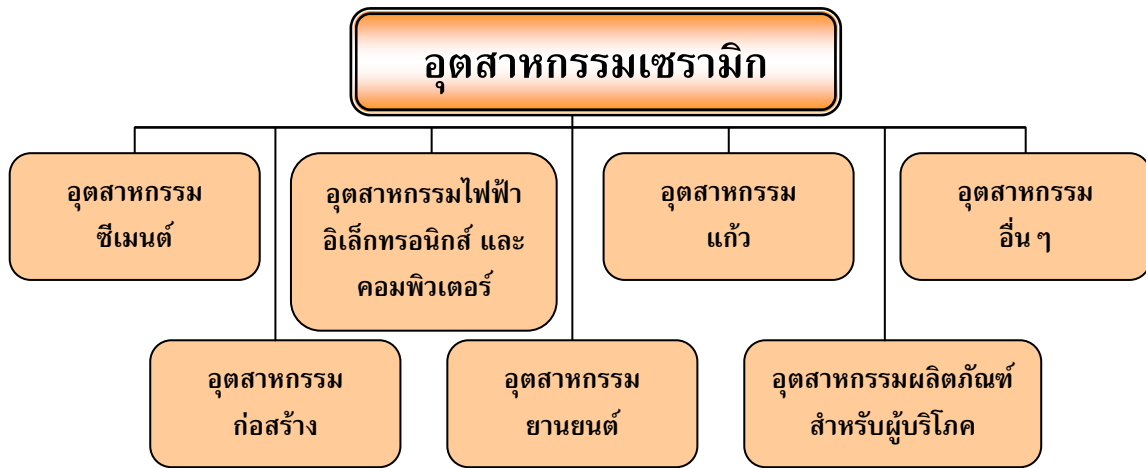 อุตสาหกรรมเซรามิก
อุตสาหกรรม
ซีเมนต์
อุตสาหกรรมไฟฟ้า
อิเล็กทรอนิกส์ และ
คอมพิวเตอร์
อุตสาหกรรม
แก้ว
อุตสาหกรรม
อื่น ๆ
อุตสาหกรรม
ก่อสร้าง
อุตสาหกรรม
ยานยนต์
อุตสาหกรรมผลิตภัณฑ์
สำหรับผู้บริโภค